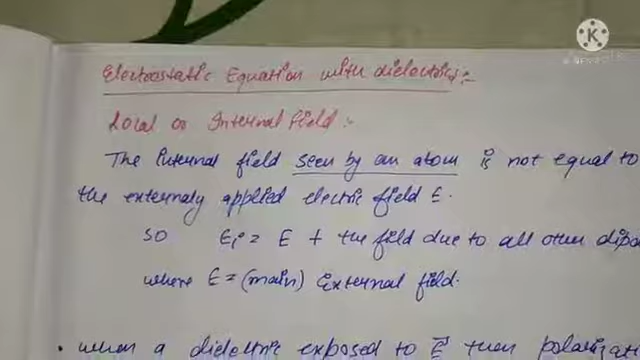 Electrostatic Equation with dielectrics:-
Local or Internal field:-
The internal field seen by an atom is not equal to
the externaly applied electric field E.
so Ei = E + the field due to all other dipo
where E = (main) External field.
• when a dielectric exposed to E then polariza